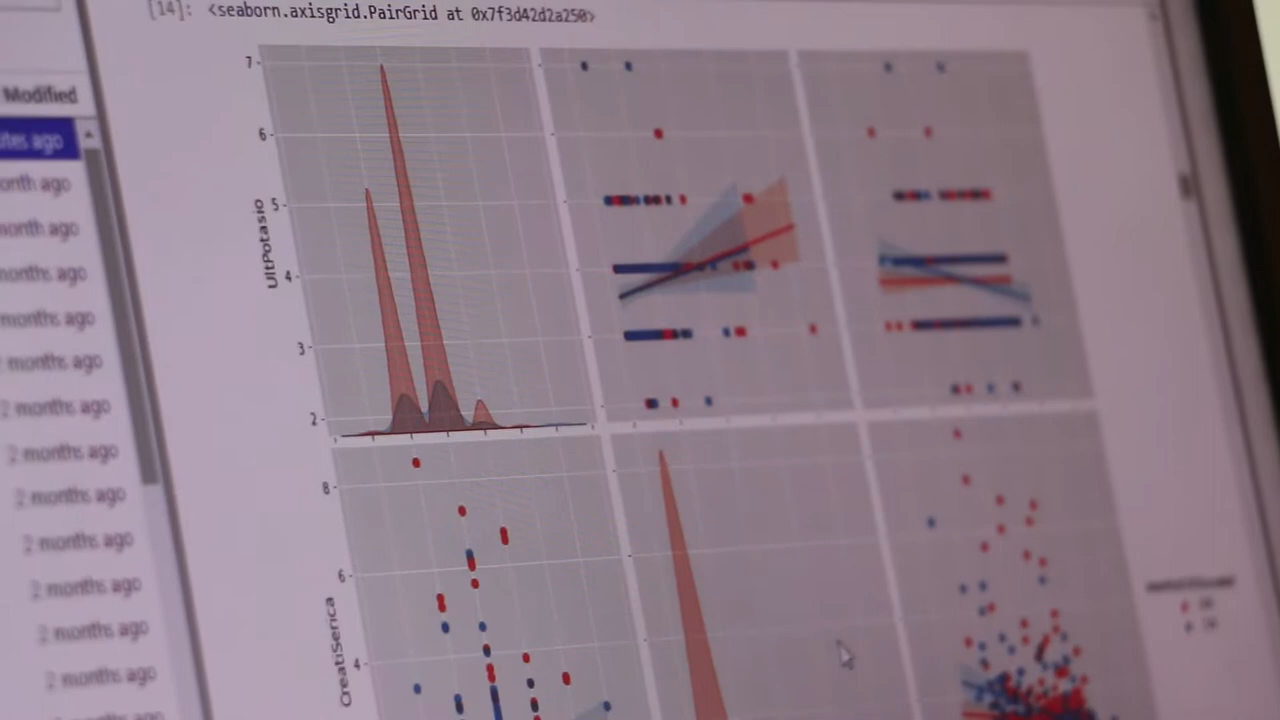 [14]: <seaborn.axisgrid.PairGrid at 0x7f3d42d2a250>
Modified
ago
month ago
month ago
months ago
months ago
months ago
2 months ago
2 months ago
2 months ago
2 months ago
2 months ago
2 months ago
2 months ago
7
6
5
4
3
2
UltPotasio
8
6
4
CreatiSerica